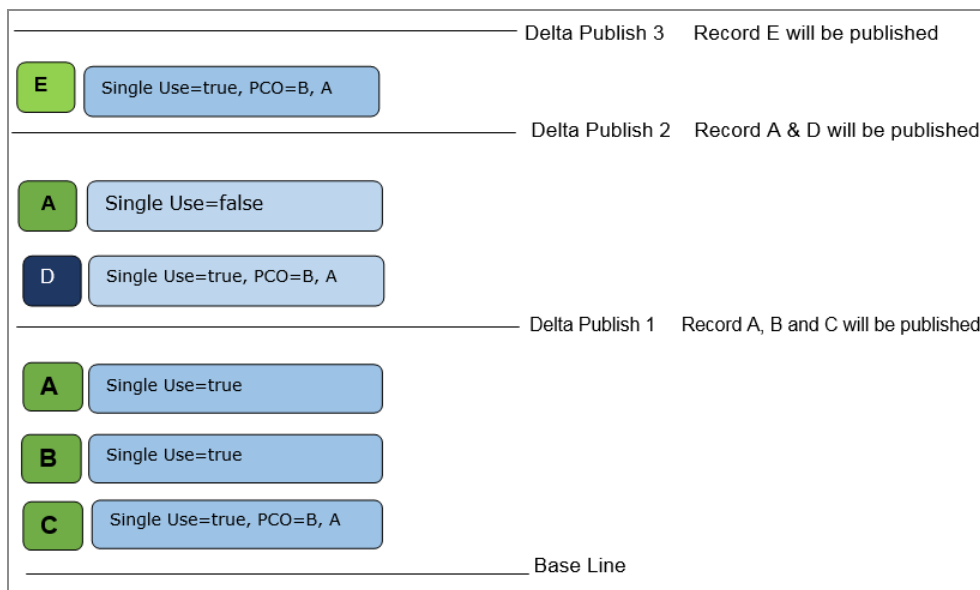 Delta Publish 3 Record E will be published
E Single Use=true, PCO=B, A
Delta Publish 2 Record A & D will be published
A Single Use=false
D Single Use=true, PCO=B, A
Delta Publish 1 Record A, B and C will be published
A Single Use=true
B Single Use=true
C Single Use=true, PCO=B, A
Base Line